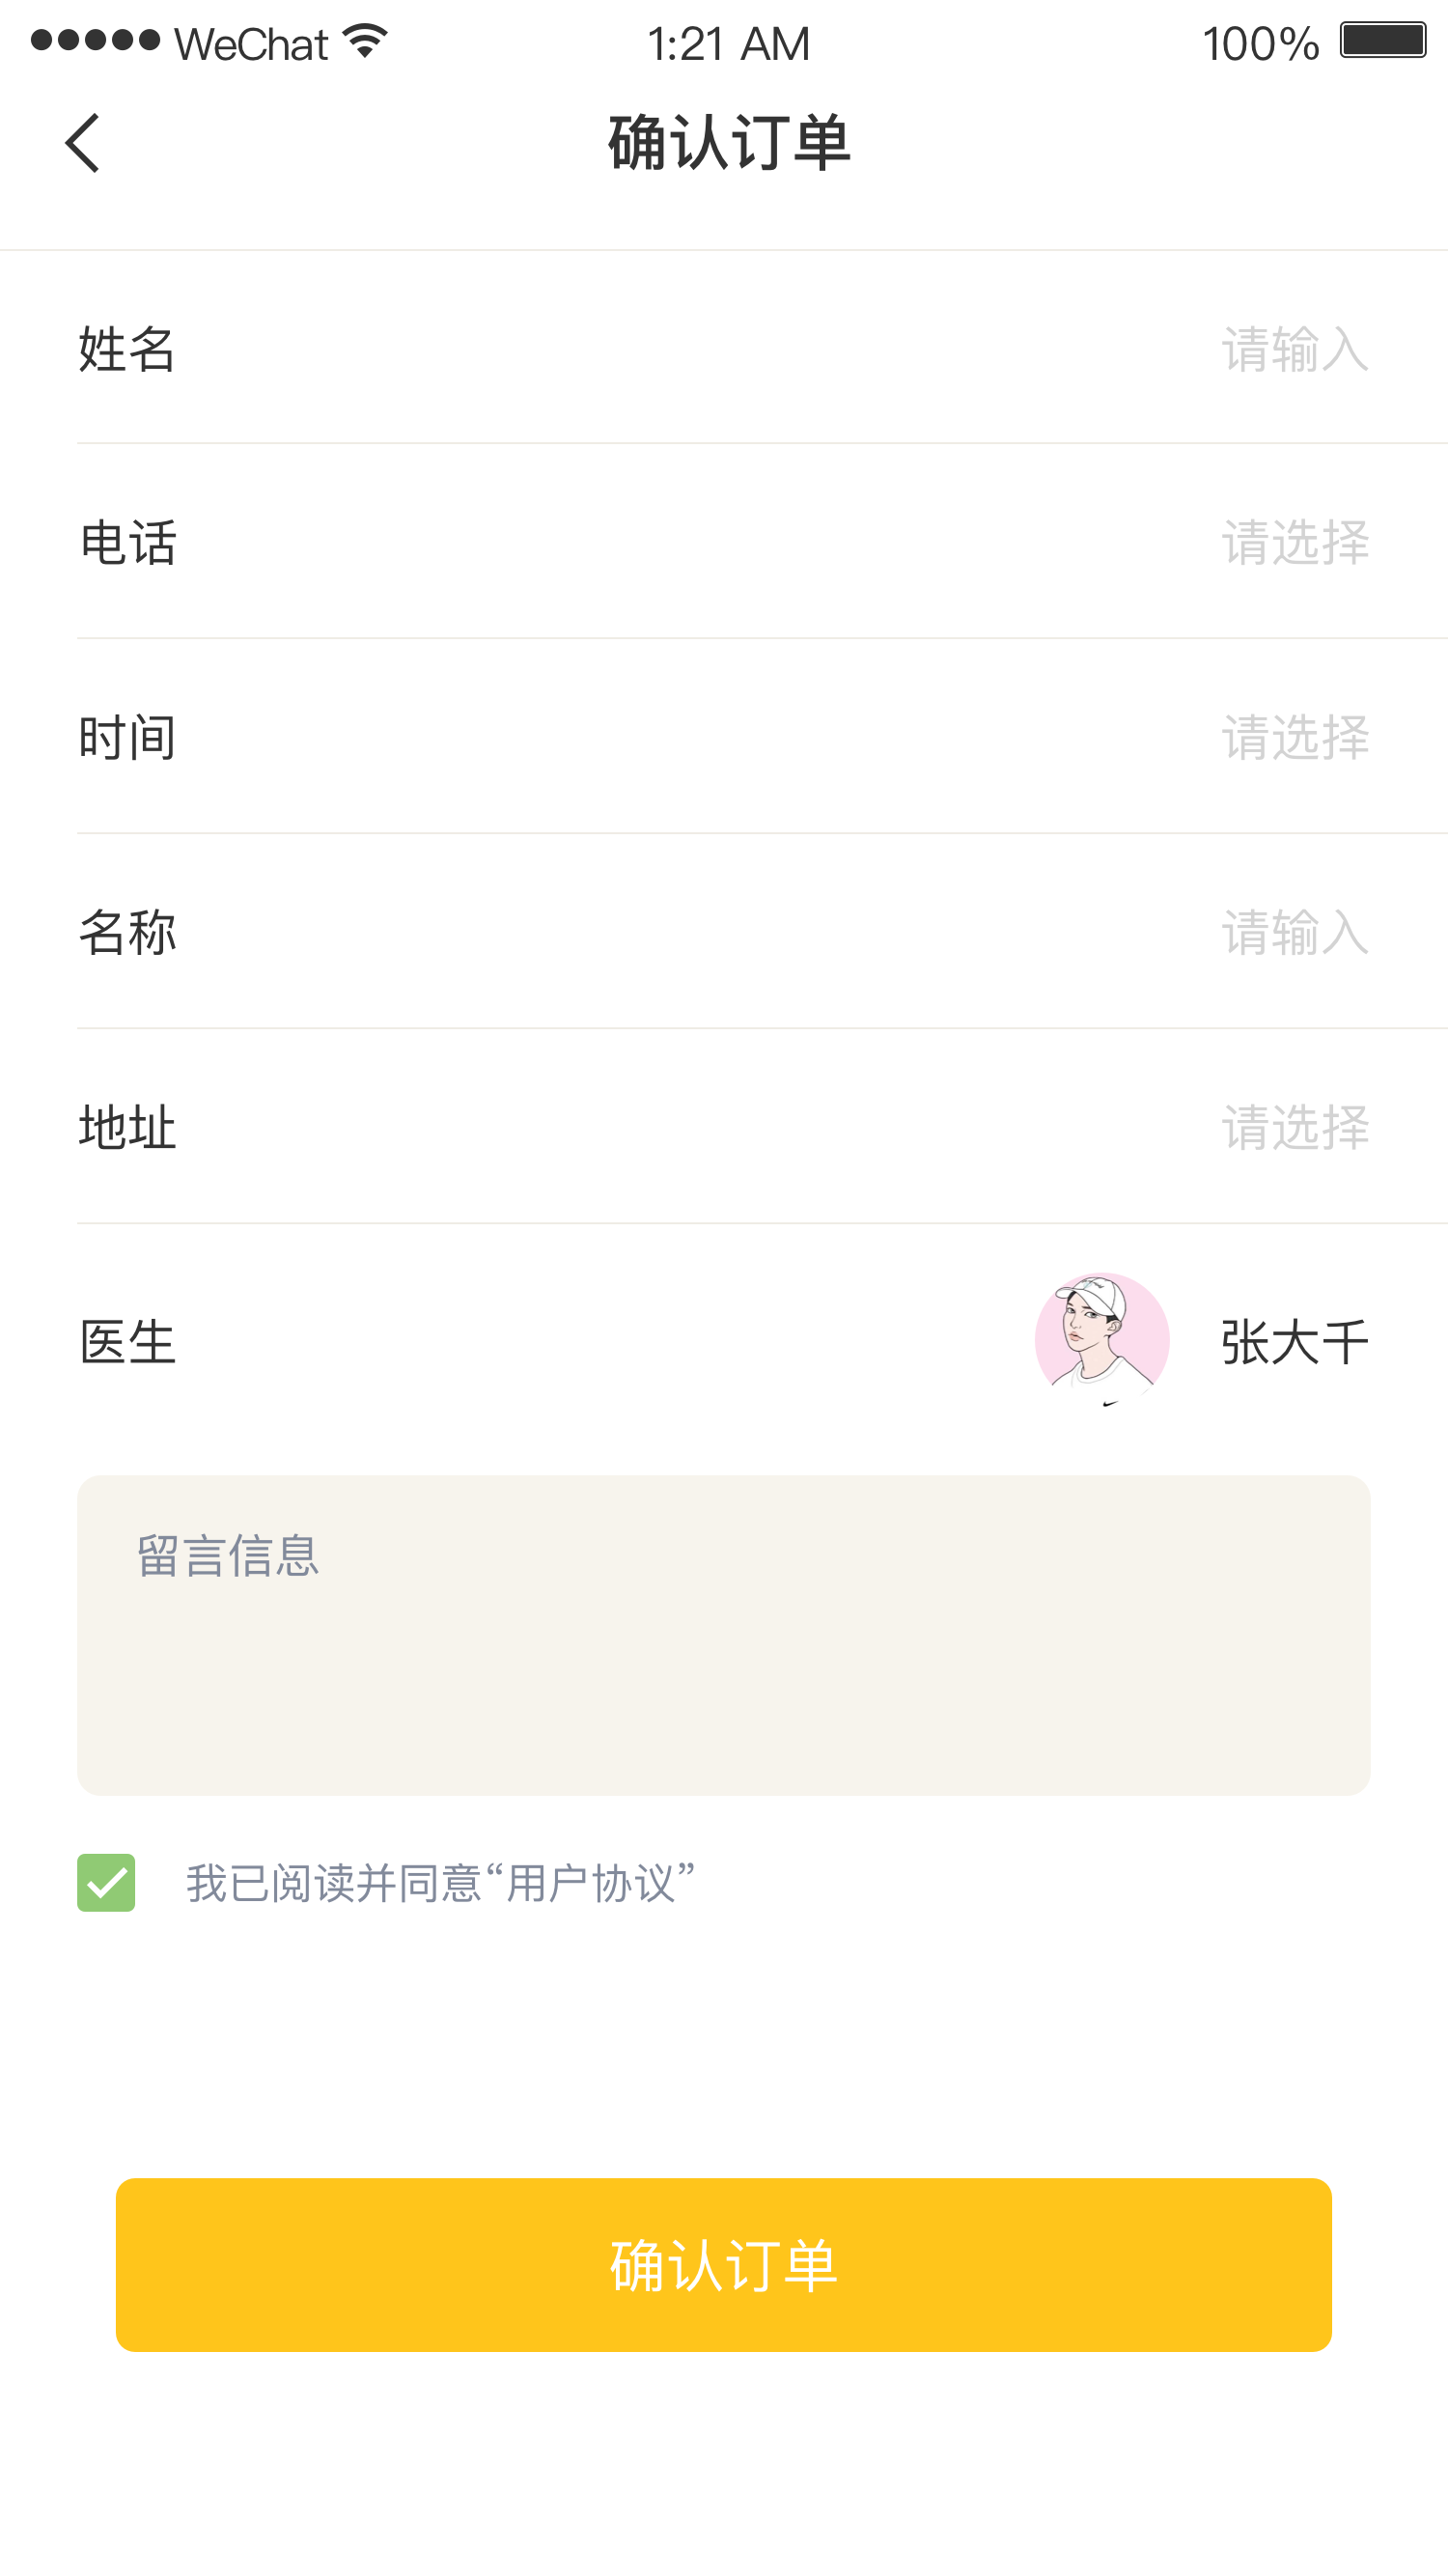 WeChat 1:21 AM 100%
确认订单
姓名 请输入
电话 请选择
时间 请选择
名称 请输入
地址 请选择
医生 张大千
留言信息
我已阅读并同意“用户协议”
确认订单